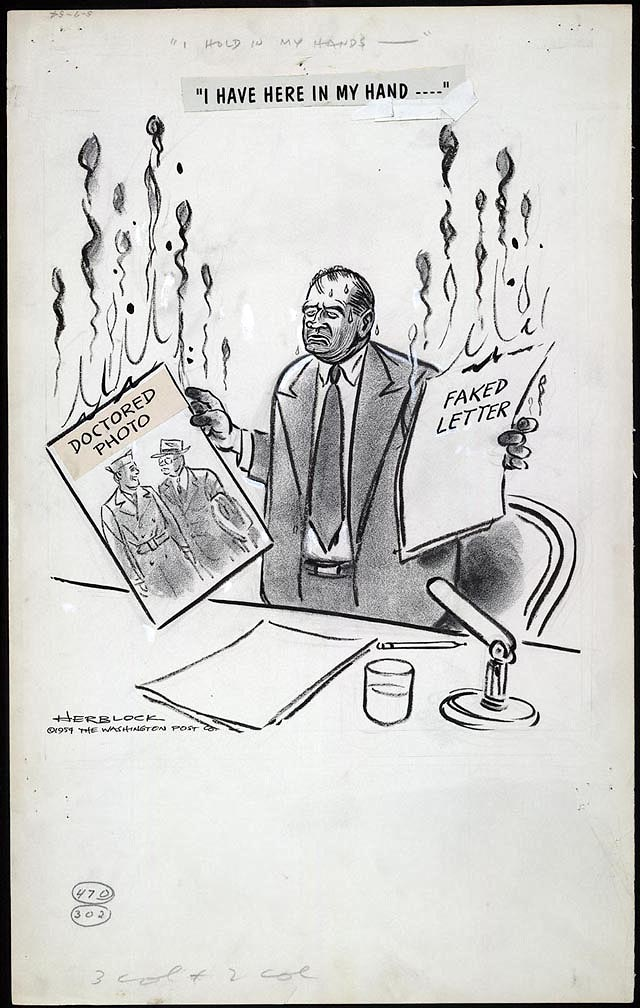 "I HOLD IN MY HANDS — "
"I HAVE HERE IN MY HAND ----"
DOCTORED
PHOTO
FAKED
LETTER
HERBLOCK
©1954 THE WASHINGTON POST CO.
470
302
3 col + 2 col